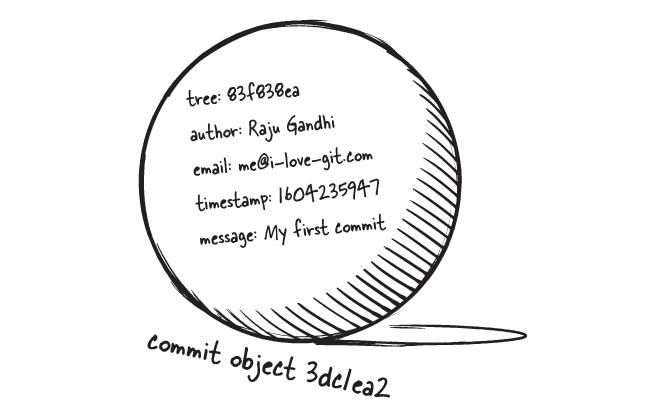 tree: 83f838ea
author: Raju Gandhi
email: me@i-love-git.com
timestamp: 1604235947
message: My first commit
commit object 3dc1ea2